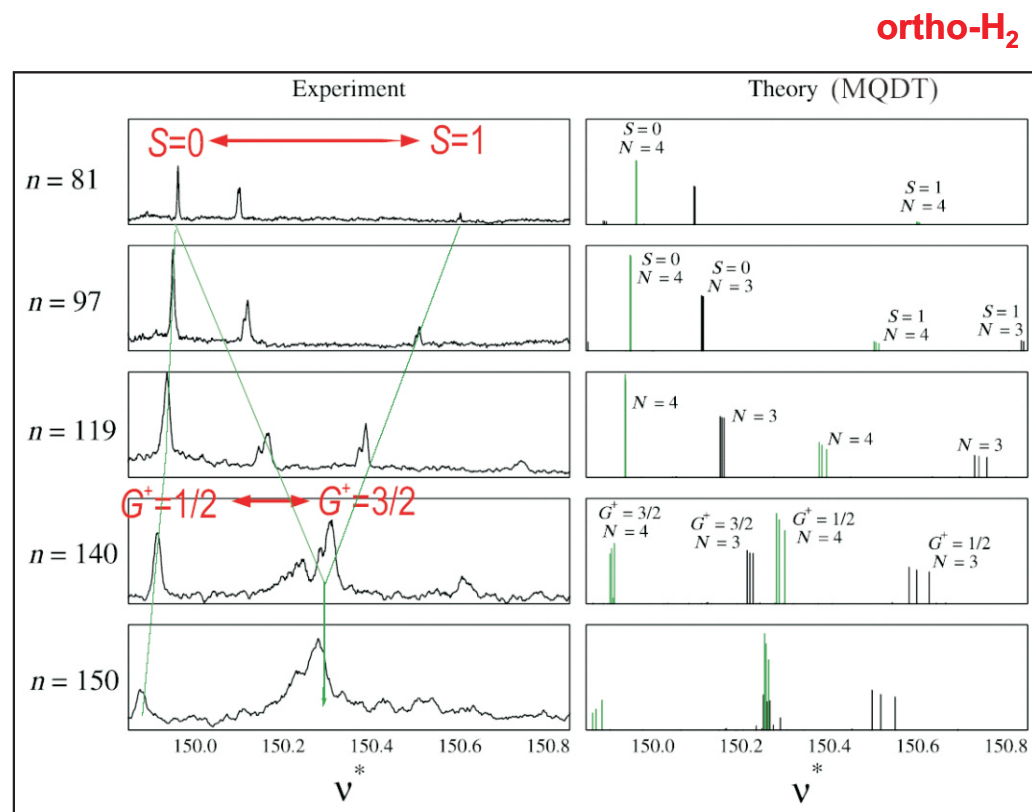 ortho-H₂
Experiment
Theory (MQDT)
n = 81
S=0
S=1
S = 0
N = 4
S = 1
N = 4
n = 97
S = 0
N = 4
S = 0
N = 3
S = 1
N = 4
S = 1
N = 3
n = 119
N = 4
N = 3
N = 4
N = 3
n = 140
G⁺=1/2
G⁺=3/2
G⁺ = 3/2
N = 4
G⁺ = 3/2
N = 3
G⁺ = 1/2
N = 4
G⁺ = 1/2
N = 3
n = 150
150.0 150.2 150.4 150.6 150.8
150.0 150.2 150.4 150.6 150.8
ν*
ν*